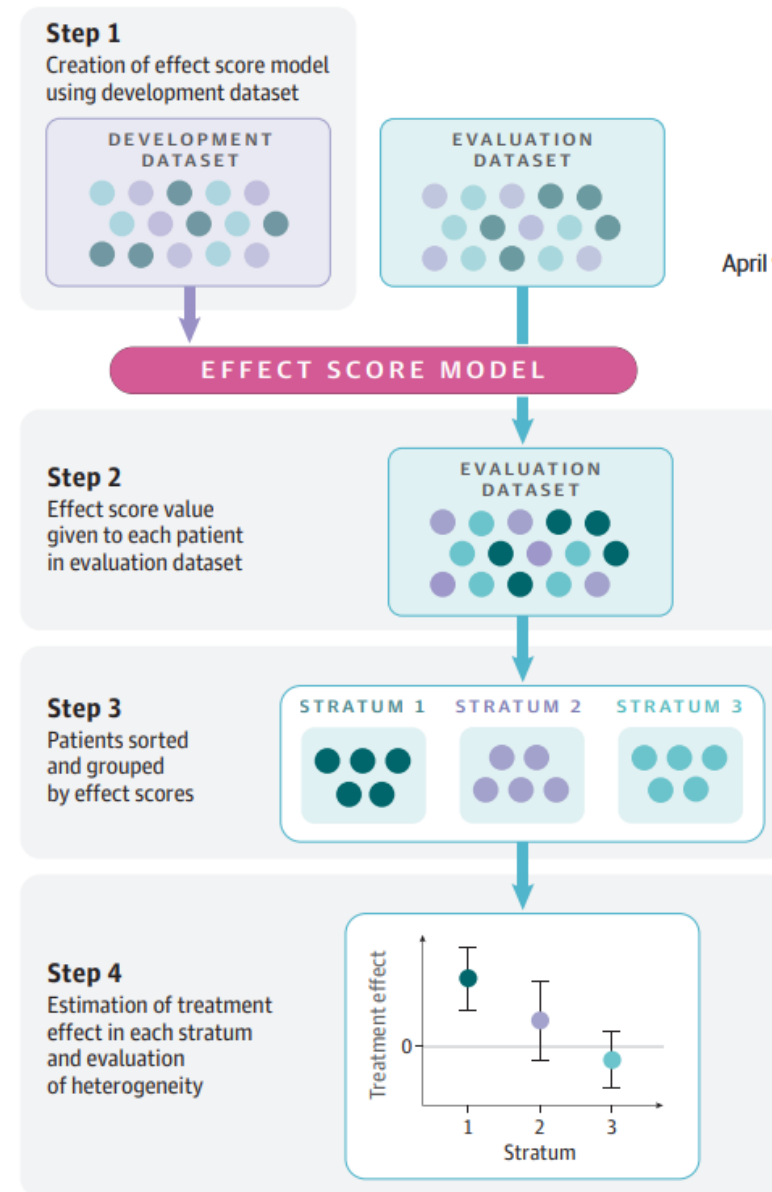 Step 1
Creation of effect score model
using development dataset
DEVELOPMENT
DATASET
EVALUATION
DATASET
April
EFFECT SCORE MODEL
Step 2
Effect score value
given to each patient
in evaluation dataset
EVALUATION
DATASET
Step 3
Patients sorted
and grouped
by effect scores
STRATUM 1
STRATUM 2
STRATUM 3
Step 4
Estimation of treatment
effect in each stratum
and evaluation
of heterogeneity
Treatment effect
0
1
2
3
Stratum